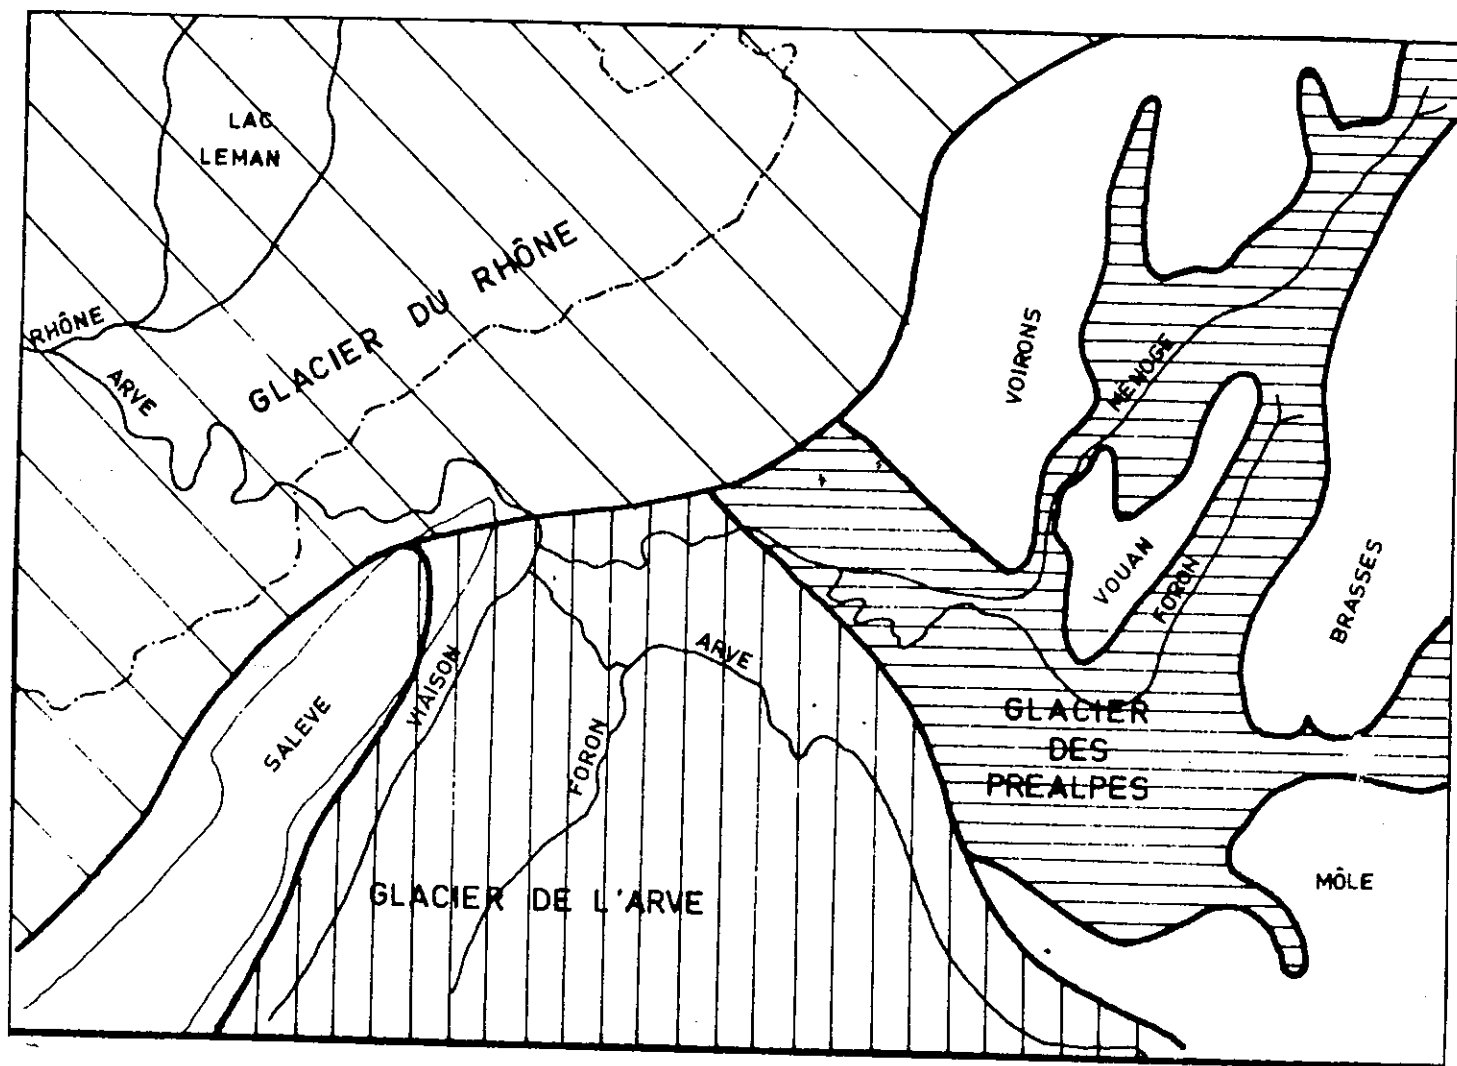 LAC
LEMAN
RHÔNE
ARVE
GLACIER DU RHÔNE
VOIRONS
MENOGE
VOUAN
FORON
BRASSES
ARVE
VIAISON
SALEVE
FORON
GLACIER
DES
PREALPES
GLACIER DE L'ARVE
MÔLE